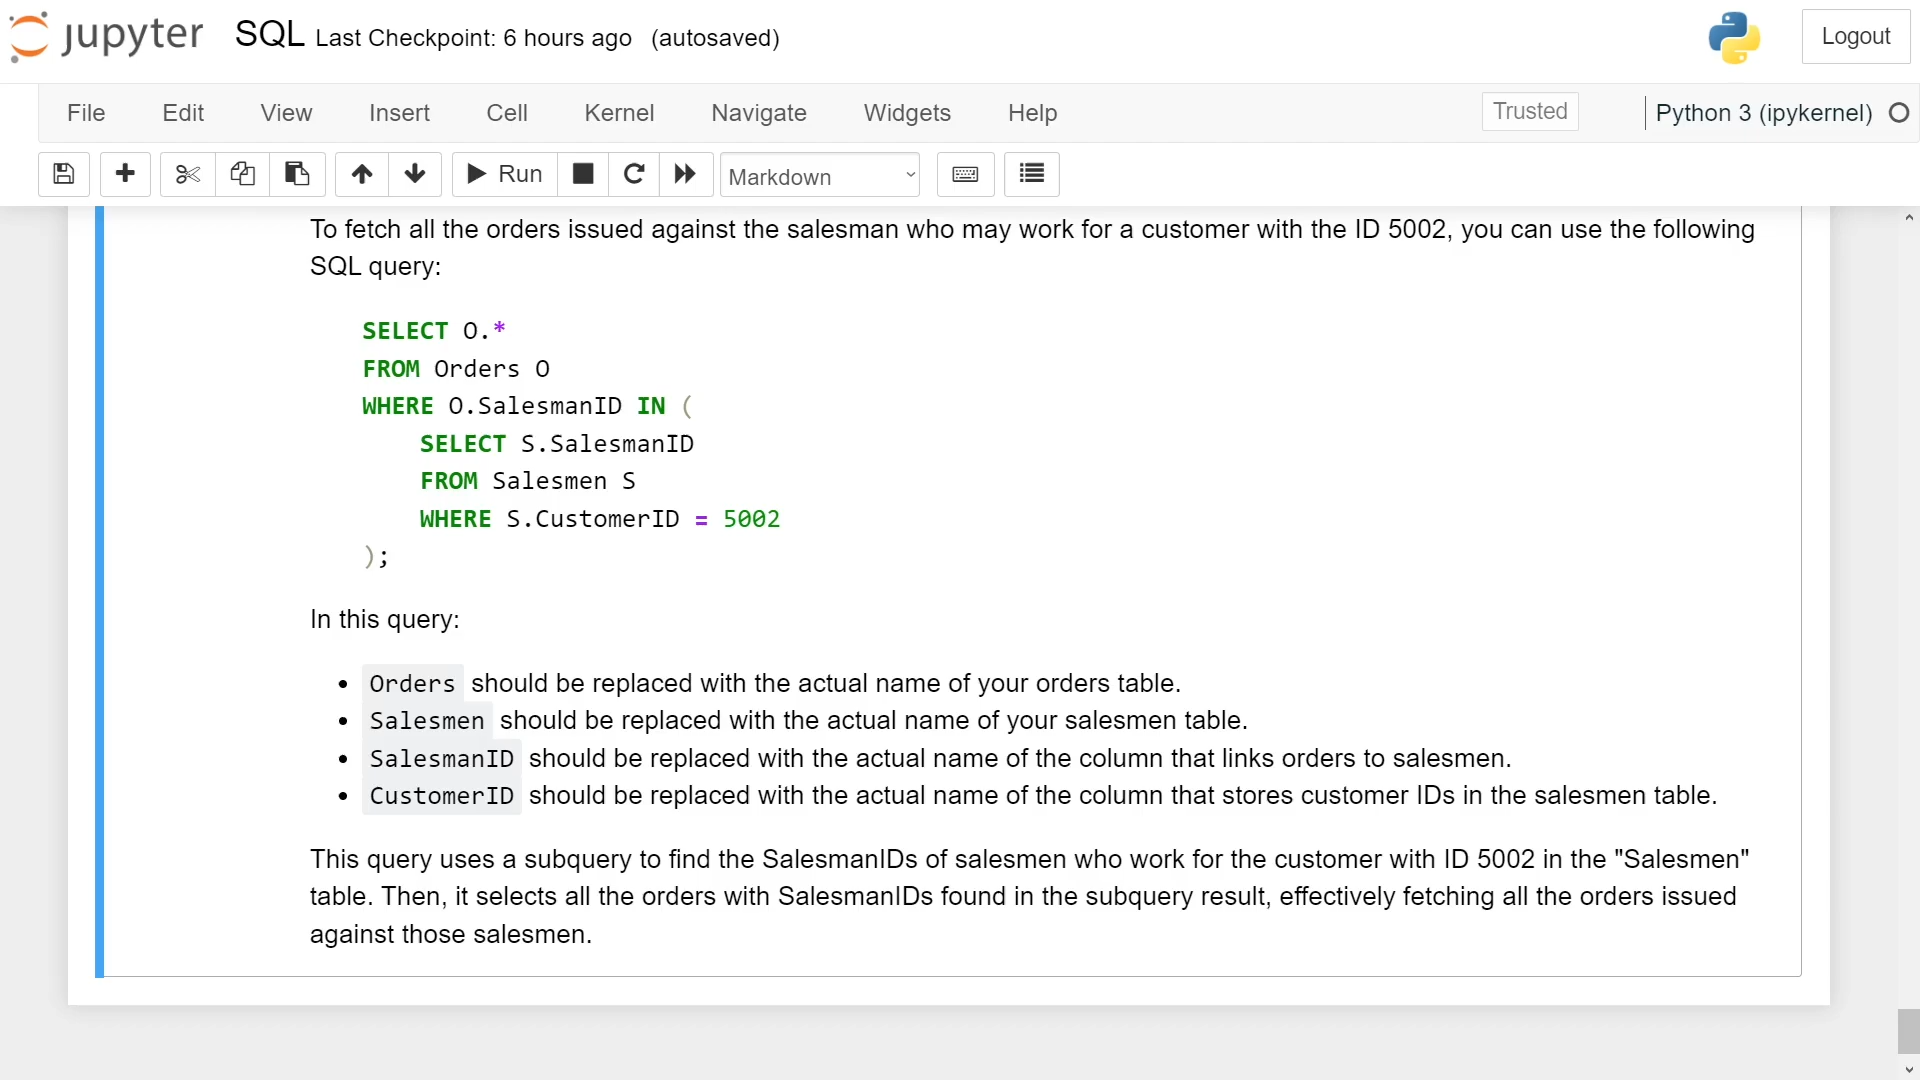 jupyter SQL Last Checkpoint: 6 hours ago (autosaved) Logout
File Edit View Insert Cell Kernel Navigate Widgets Help Trusted Python 3 (ipykernel)
Run Markdown
To fetch all the orders issued against the salesman who may work for a customer with the ID 5002, you can use the following
SQL query:
SELECT O.*
FROM Orders O
WHERE O.SalesmanID IN (
SELECT S.SalesmanID
FROM Salesmen S
WHERE S.CustomerID = 5002
);
In this query:
• Orders should be replaced with the actual name of your orders table.
• Salesmen should be replaced with the actual name of your salesmen table.
• SalesmanID should be replaced with the actual name of the column that links orders to salesmen.
• CustomerID should be replaced with the actual name of the column that stores customer IDs in the salesmen table.
This query uses a subquery to find the SalesmanIDs of salesmen who work for the customer with ID 5002 in the "Salesmen"
table. Then, it selects all the orders with SalesmanIDs found in the subquery result, effectively fetching all the orders issued
against those salesmen.